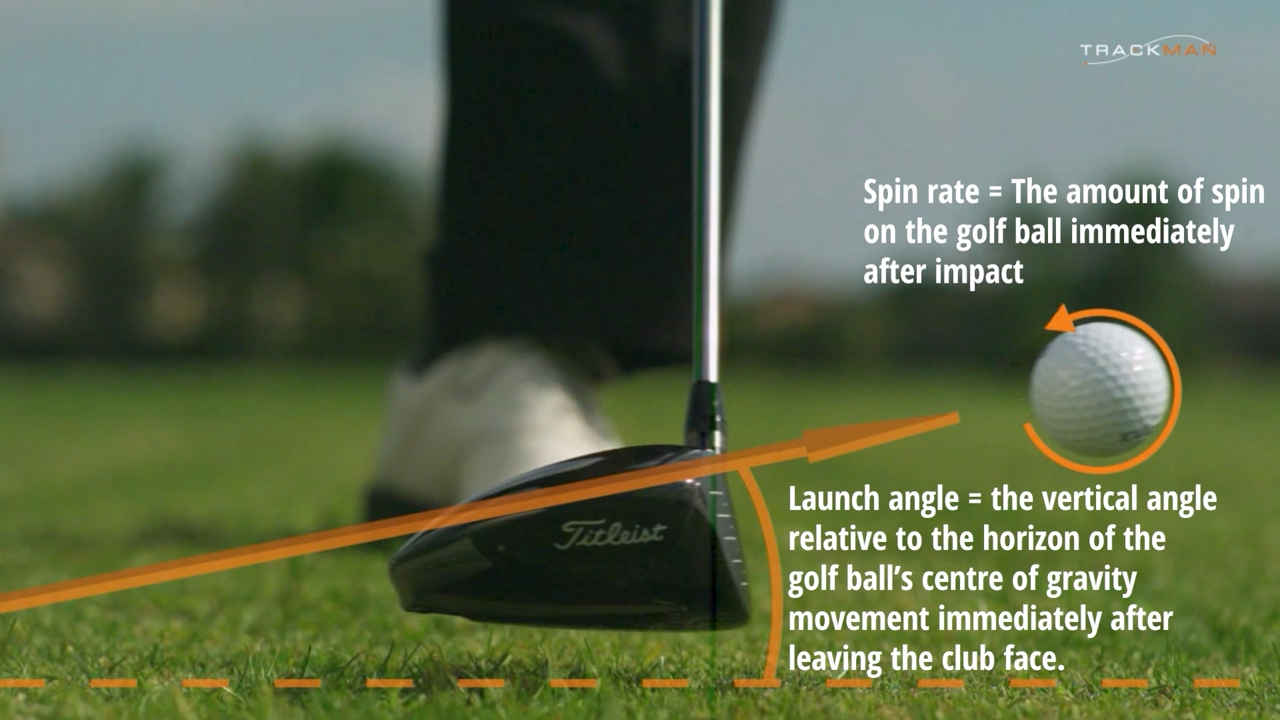 TRACKMAN
Spin rate = The amount of spin
on the golf ball immediately
after impact
Titleist
Launch angle = the vertical angle
relative to the horizon of the
golf ball’s centre of gravity
movement immediately after
leaving the club face.